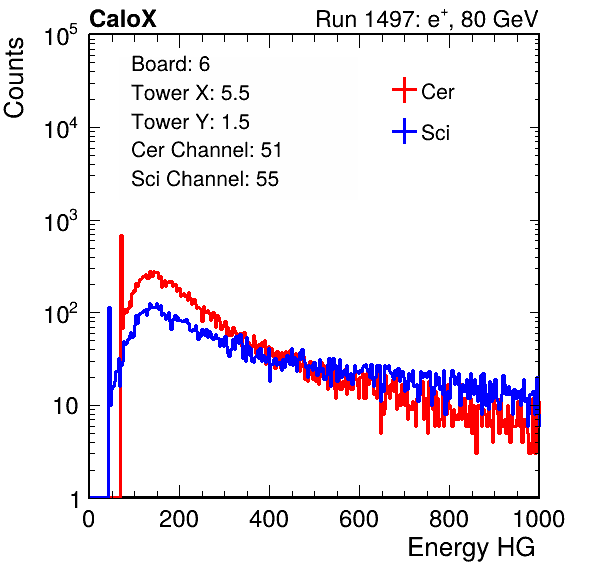 CaloX Run 1497: e⁺, 80 GeV
Counts
10⁵
10⁴
10³
10²
10
1
Board: 6
Tower X: 5.5
Tower Y: 1.5
Cer Channel: 51
Sci Channel: 55
Cer
Sci
0 200 400 600 800 1000
Energy HG